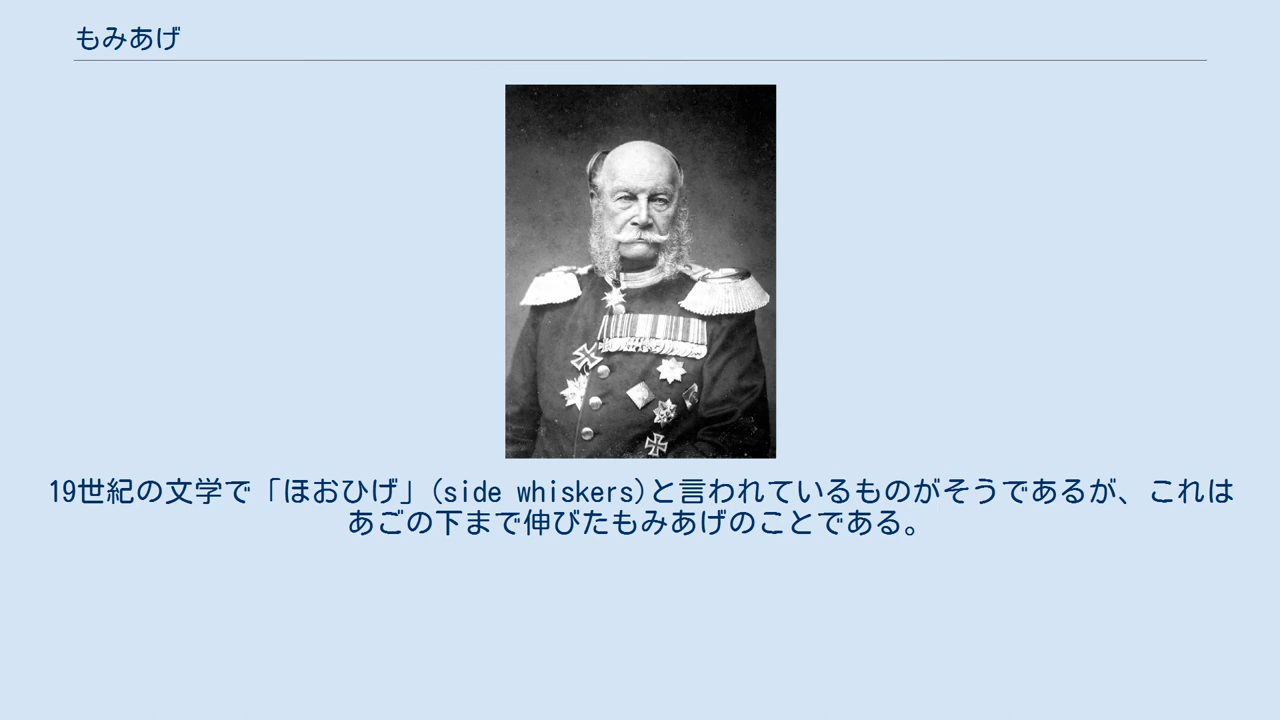 もみあげ
19世紀の文学で「ほおひげ」(side whiskers)と言われているものがそうであるが、これは
あごの下まで伸びたもみあげのことである。